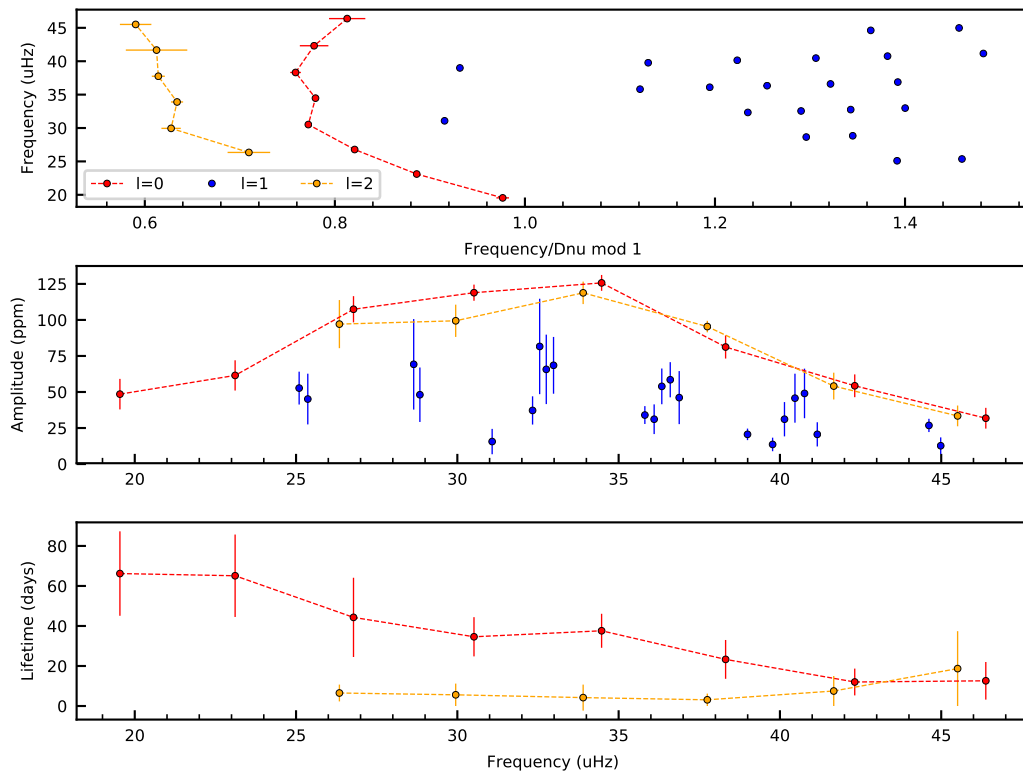 45
40
35
30
25
20
Frequency (uHz)
l=0 l=1 l=2
0.6 0.8 1.0 1.2 1.4
Frequency/Dnu mod 1
125
100
75
50
25
0
Amplitude (ppm)
20 25 30 35 40 45
80
60
40
20
0
Lifetime (days)
20 25 30 35 40 45
Frequency (uHz)